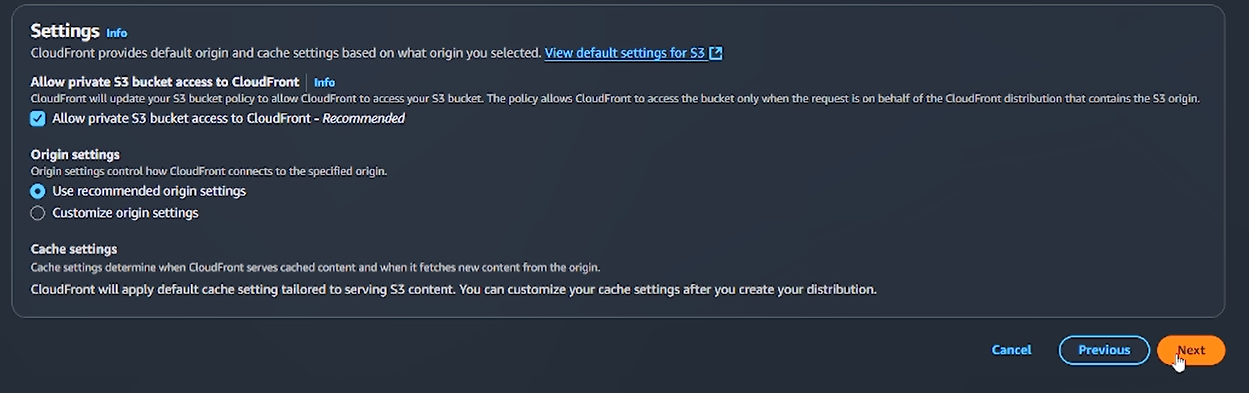 Settings Info
CloudFront provides default origin and cache settings based on what origin you selected. View default settings for S3
Allow private S3 bucket access to CloudFront Info
CloudFront will update your S3 bucket policy to allow CloudFront to access your S3 bucket. The policy allows CloudFront to access the bucket only when the request is on behalf of the CloudFront distribution that contains the S3 origin.
Allow private S3 bucket access to CloudFront - Recommended
Origin settings
Origin settings control how CloudFront connects to the specified origin.
Use recommended origin settings
Customize origin settings
Cache settings
Cache settings determine when CloudFront serves cached content and when it fetches new content from the origin.
CloudFront will apply default cache setting tailored to serving S3 content. You can customize your cache settings after you create your distribution.
Cancel Previous Next